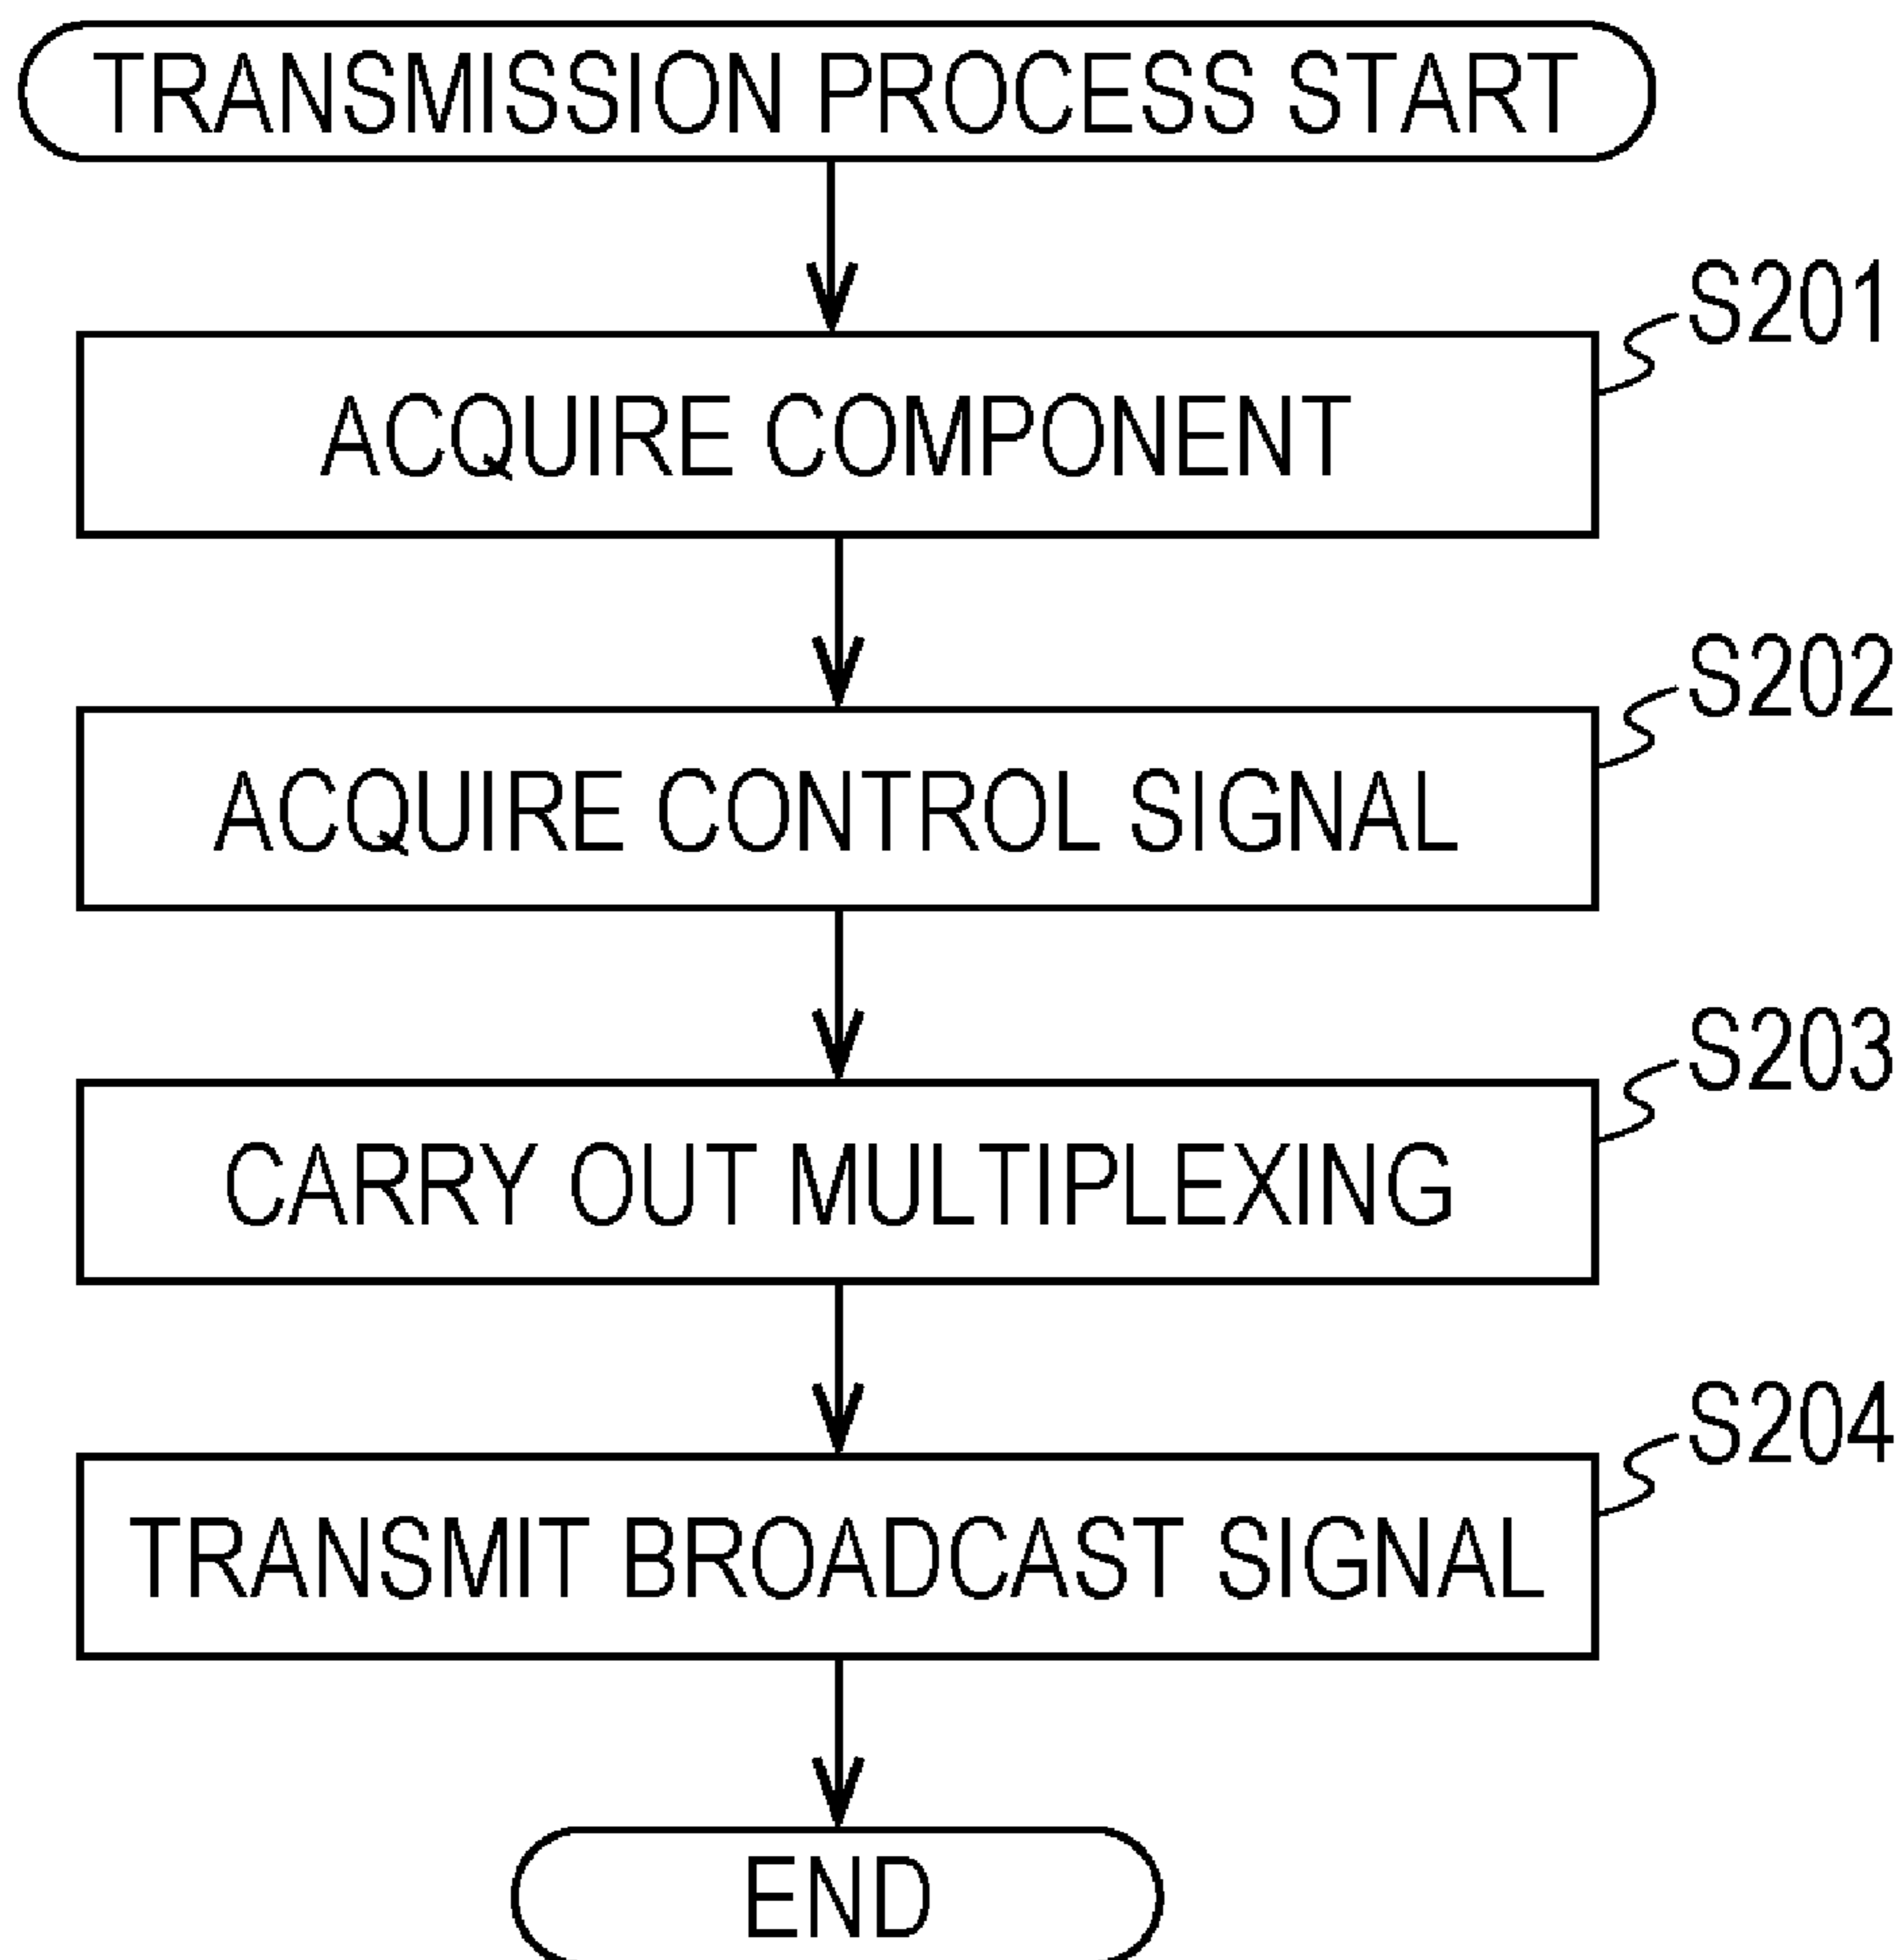 TRANSMISSION PROCESS START
S201
ACQUIRE COMPONENT
S202
ACQUIRE CONTROL SIGNAL
S203
CARRY OUT MULTIPLEXING
S204
TRANSMIT BROADCAST SIGNAL
END